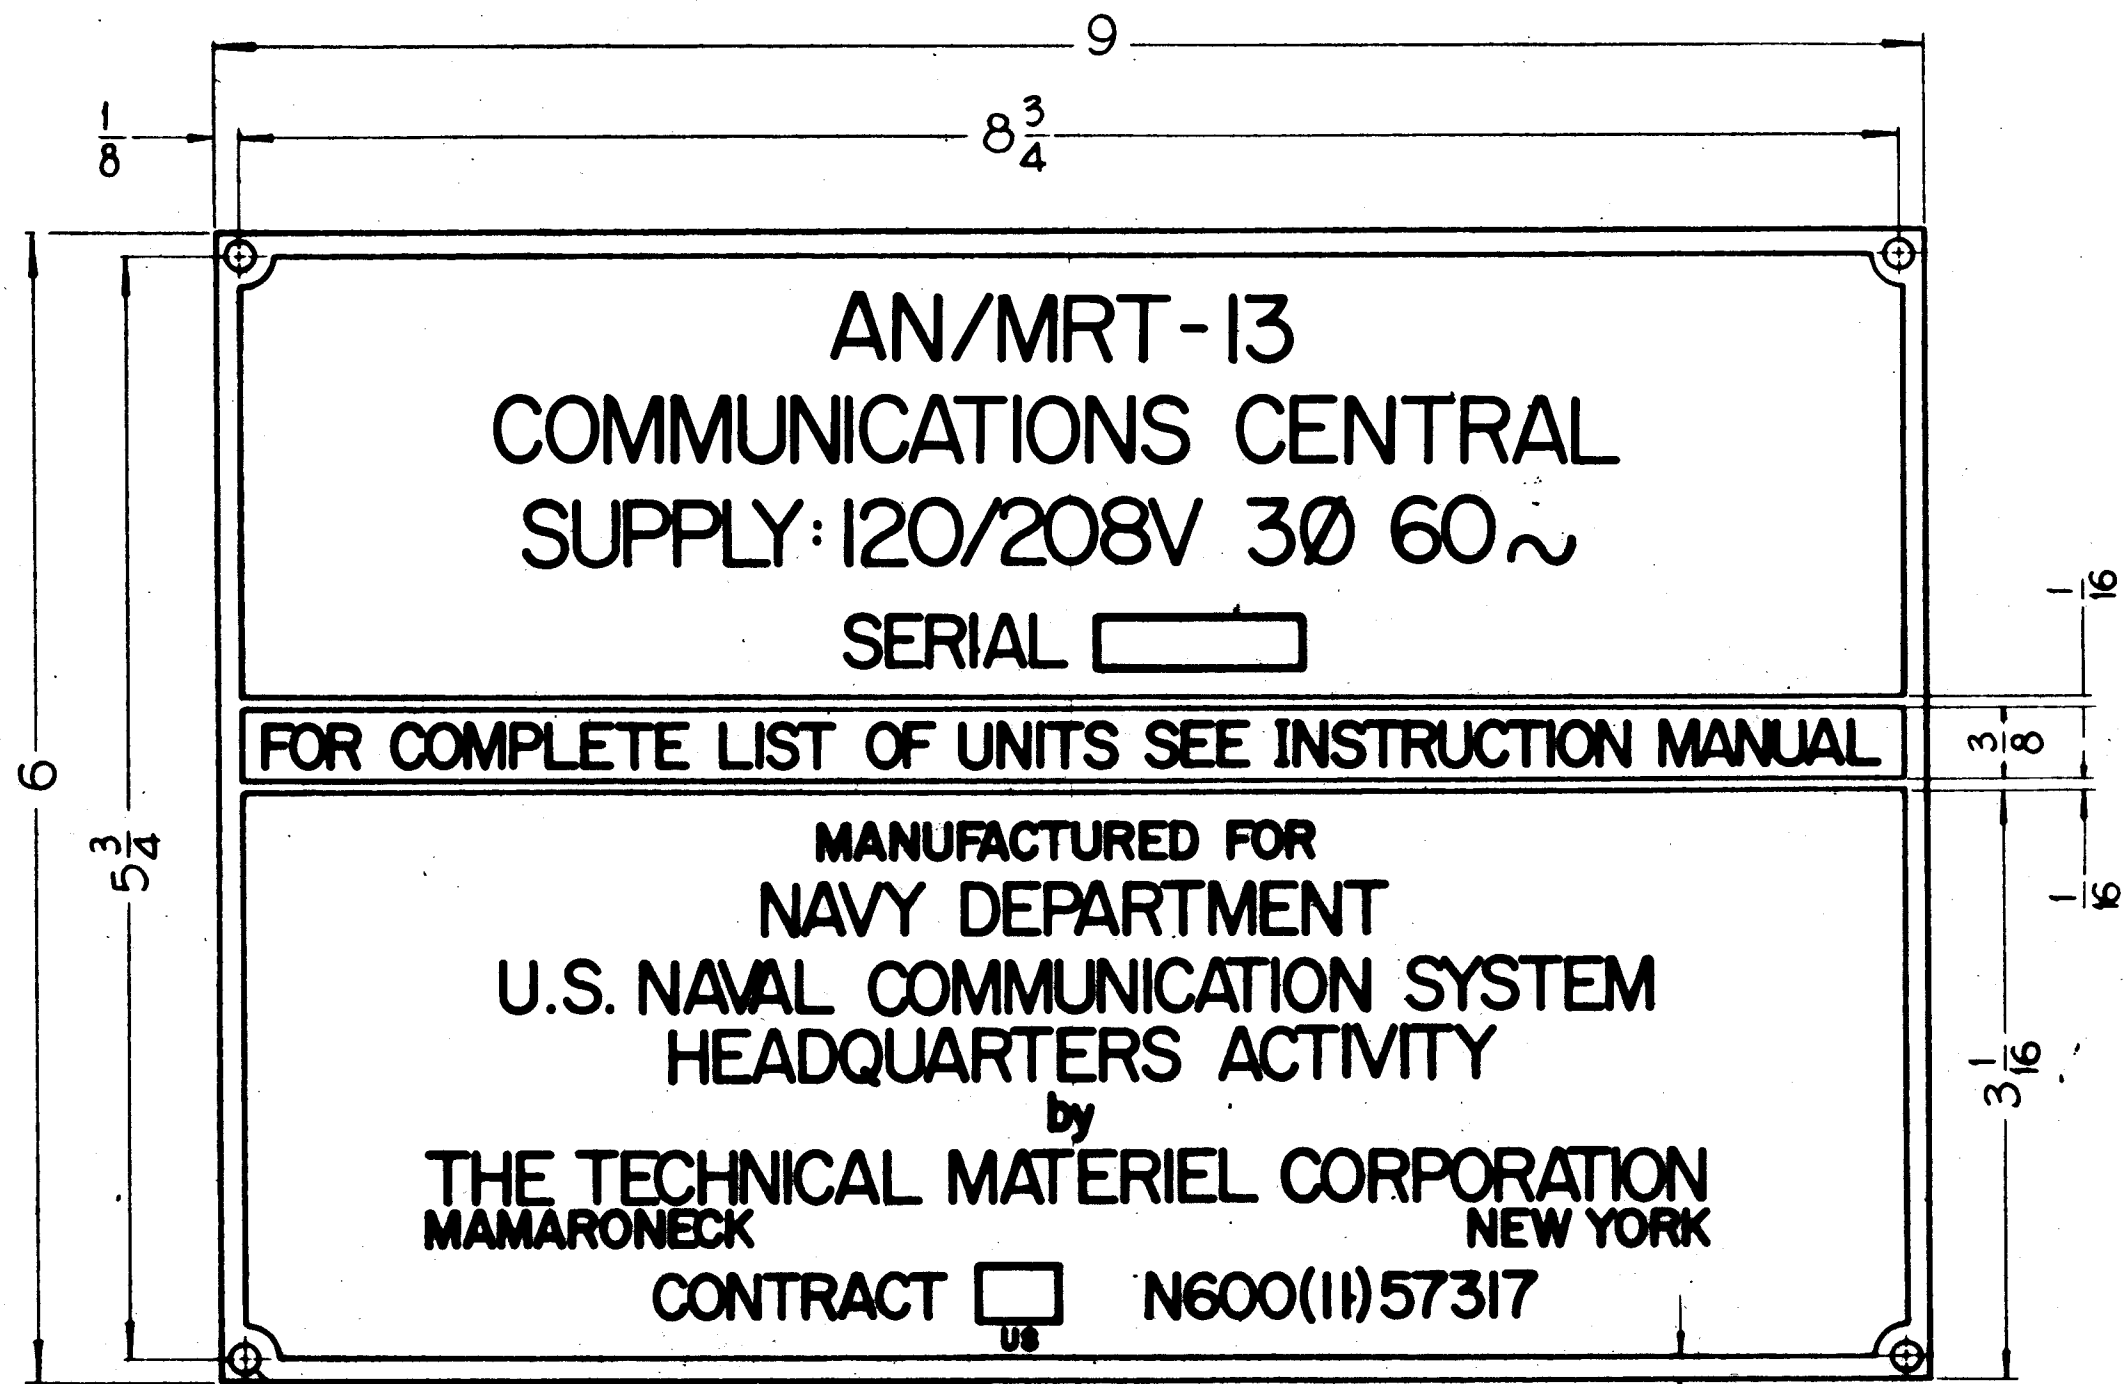 9
1/8
8 3/4
AN/MRT-13
COMMUNICATIONS CENTRAL
SUPPLY: 120/208V 3Ø 60~
SERIAL
1/16
FOR COMPLETE LIST OF UNITS SEE INSTRUCTION MANUAL
3/8
6
5 3/4
MANUFACTURED FOR
1/16
NAVY DEPARTMENT
U.S. NAVAL COMMUNICATION SYSTEM
HEADQUARTERS ACTIVITY
3 1/16
by
THE TECHNICAL MATERIEL CORPORATION
MAMARONECK NEW YORK
CONTRACT N600(11)57317
US